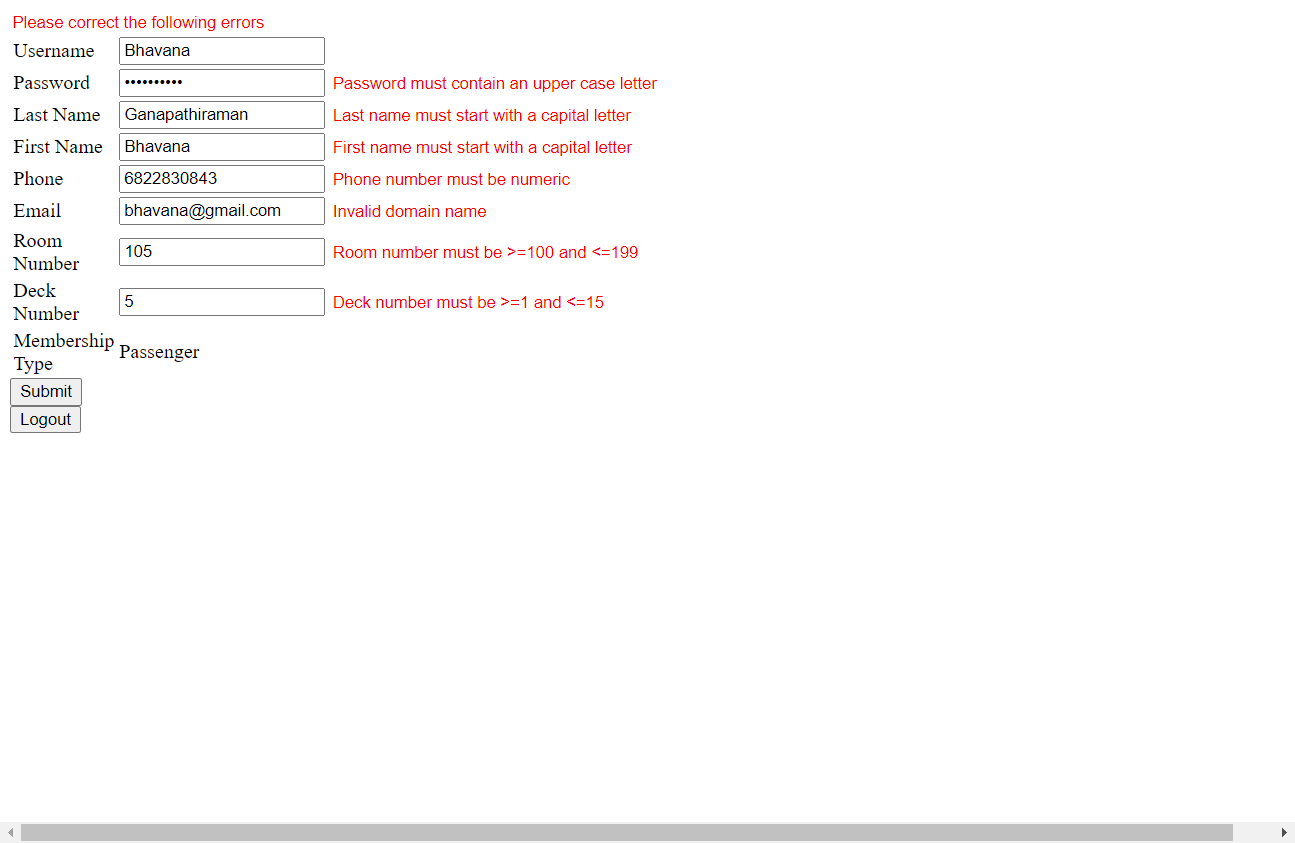 Please correct the following errors
Username Bhavana
Password •••••••••• Password must contain an upper case letter
Last Name Ganapathiraman Last name must start with a capital letter
First Name Bhavana First name must start with a capital letter
Phone 6822830843 Phone number must be numeric
Email bhavana@gmail.com Invalid domain name
Room
Number 105 Room number must be >=100 and <=199
Deck
Number 5 Deck number must be >=1 and <=15
Membership
Type Passenger
Submit
Logout